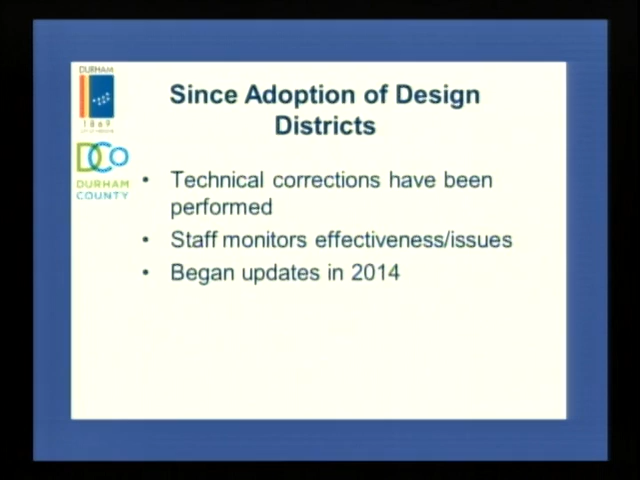 DURHAM
1869
Since Adoption of Design
Districts
DCo
DURHAM
COUNTY
• Technical corrections have been
performed
• Staff monitors effectiveness/issues
• Began updates in 2014